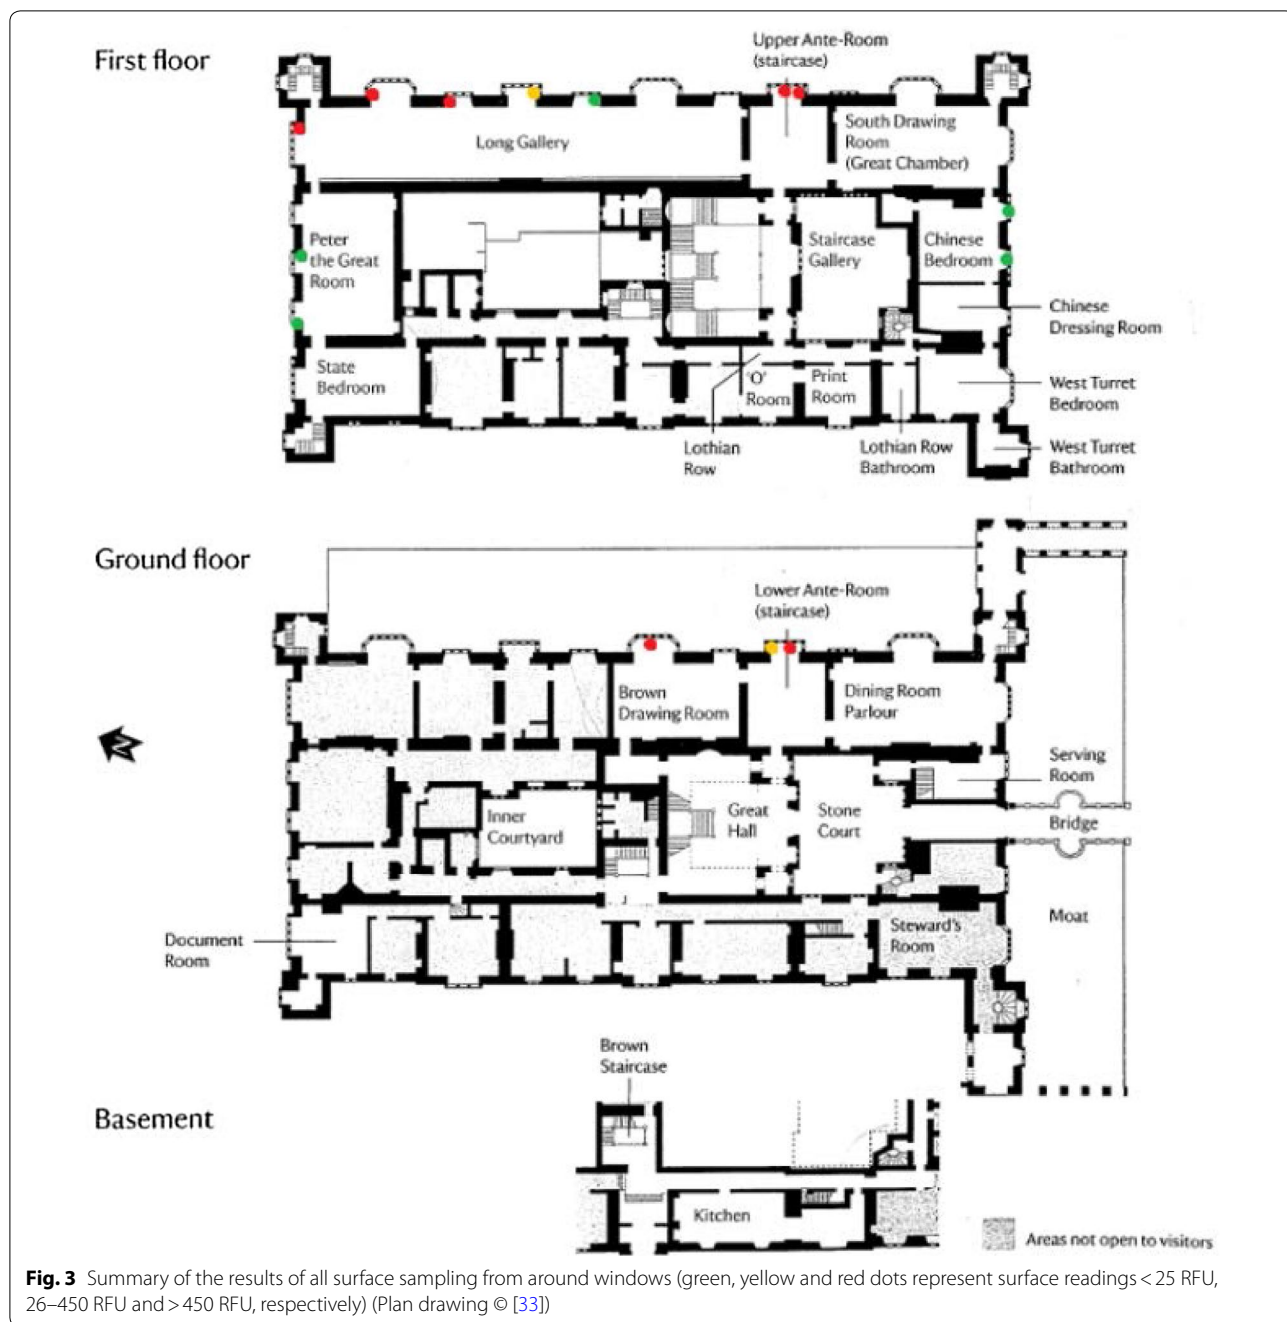 First floor
Upper Ante-Room
(staircase)
Long Gallery
South Drawing
Room
(Great Chamber)
Peter
the Great
Room
Staircase
Gallery
Chinese
Bedroom
Chinese
Dressing Room
State
Bedroom
'O'
Room
Print
Room
West Turret
Bedroom
Lothian
Row
Lothian Row
Bathroom
West Turret
Bathroom
Ground floor
Lower Ante-Room
(staircase)
Brown
Drawing Room
Dining Room
Parlour
N
Serving
Room
Inner
Courtyard
Great
Hall
Stone
Court
Bridge
Document
Room
Steward's
Room
Moat
Brown
Staircase
Basement
Kitchen
Areas not open to visitors
Fig. 3 Summary of the results of all surface sampling from around windows (green, yellow and red dots represent surface readings < 25 RFU,
26–450 RFU and > 450 RFU, respectively) (Plan drawing © [33])